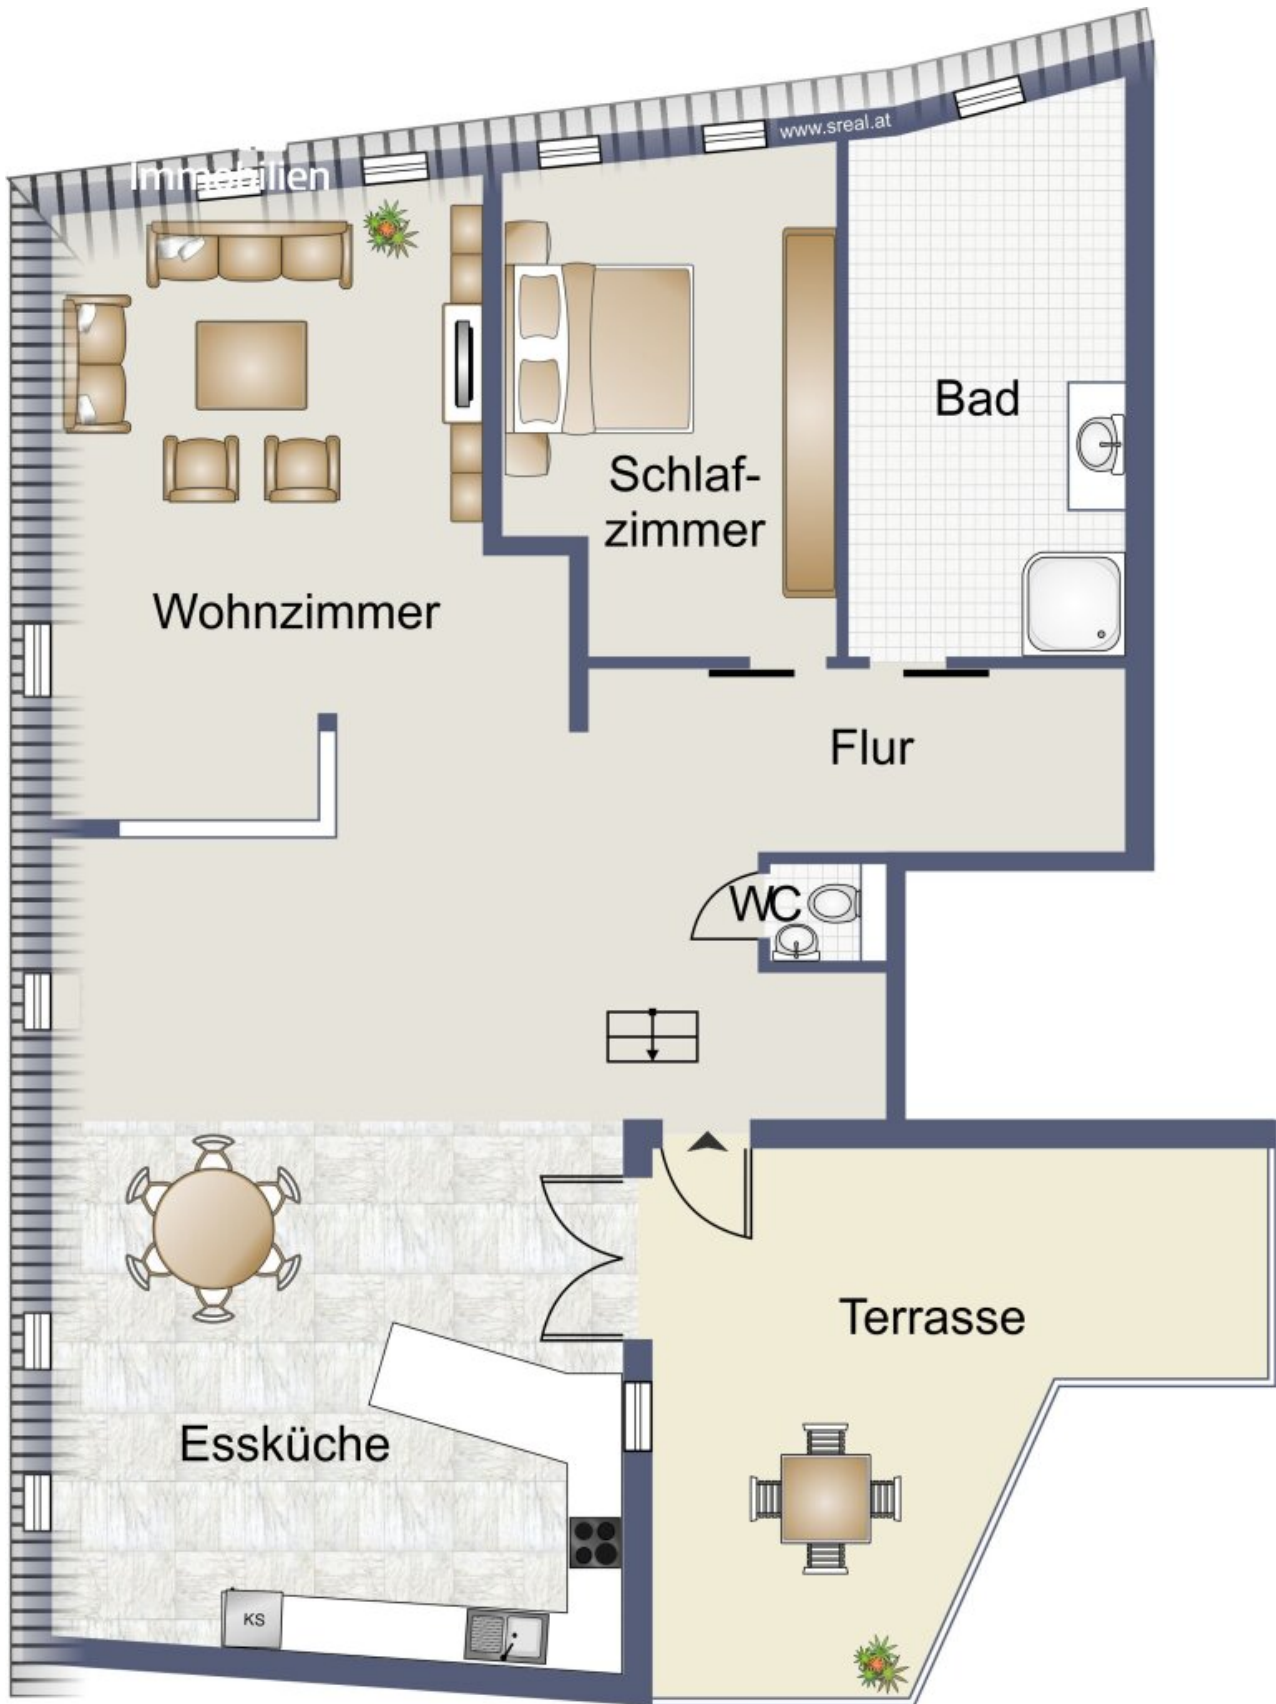 www.sreal.at
Immobilien
Bad
Schlaf-
zimmer
Wohnzimmer
Flur
WC
Terrasse
Essküche
KS